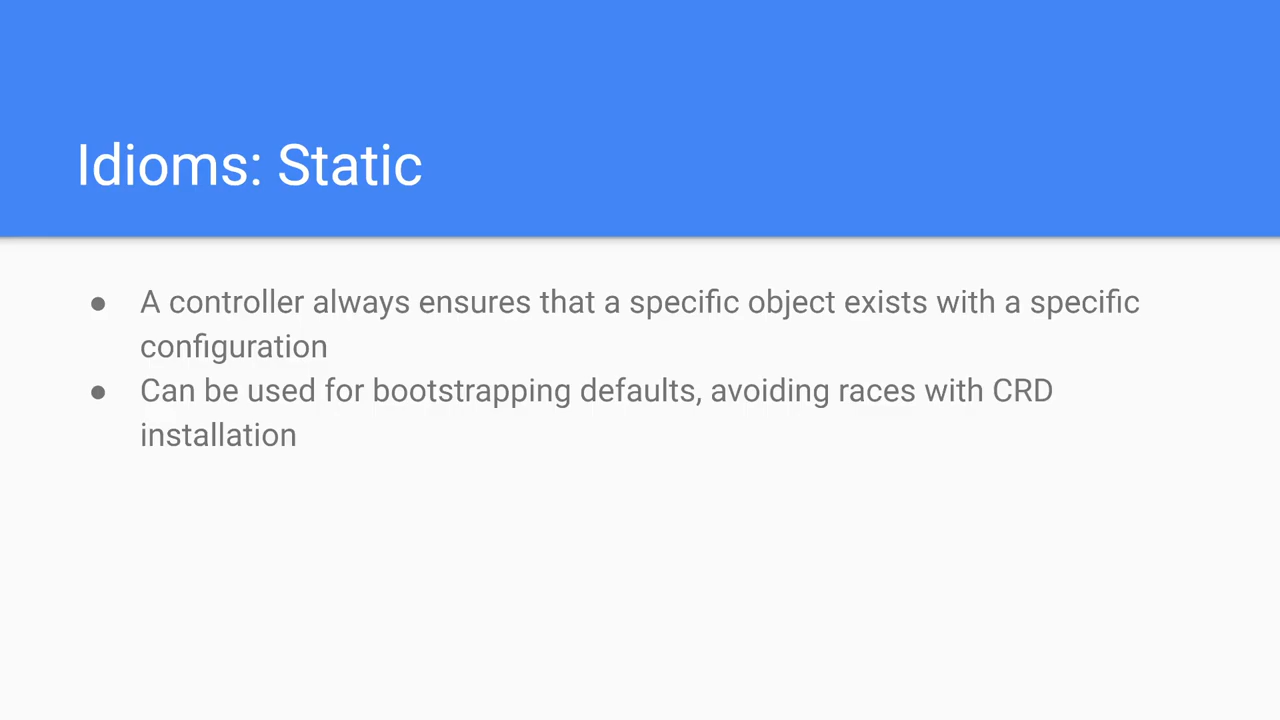 Idioms: Static
● A controller always ensures that a specific object exists with a specific
configuration
● Can be used for bootstrapping defaults, avoiding races with CRD
installation